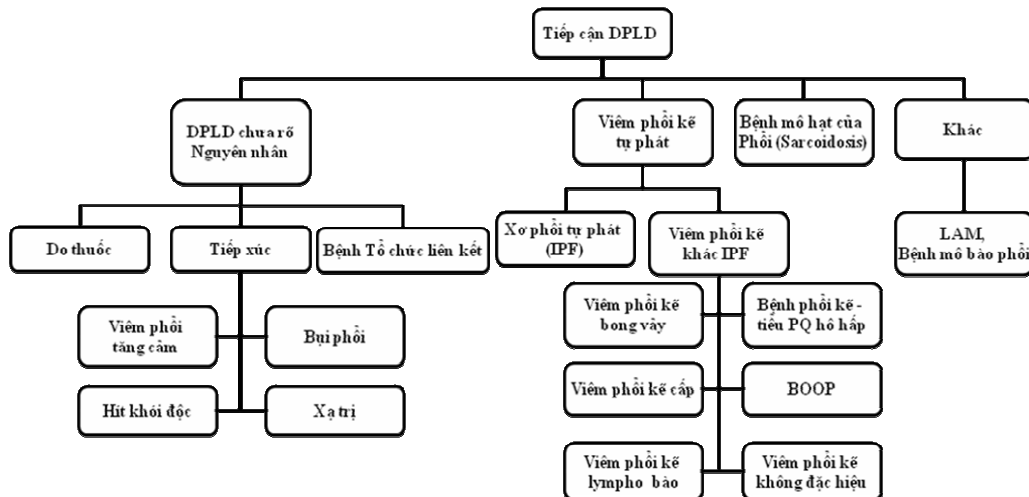 Tiếp cận DPLD
DPLD chưa rõ
Nguyên nhân
Viêm phổi kẽ
tự phát
Bệnh mô hạt của
Phổi (Sarcoidosis)
Khác
Do thuốc
Tiếp xúc
Bệnh Tổ chức liên kết
Xơ phổi tự phát
(IPF)
Viêm phổi kẽ
khác IPF
LAM,
Bệnh mô bào phổi
Viêm phổi
tăng cảm
Bụi phổi
Hít khói độc
Xạ trị
Viêm phổi kẽ
bong vảy
Bệnh phổi kẽ -
tiểu PQ hô hấp
Viêm phổi kẽ cấp
BOOP
Viêm phổi kẽ
lympho bào
Viêm phổi kẽ
không đặc hiệu